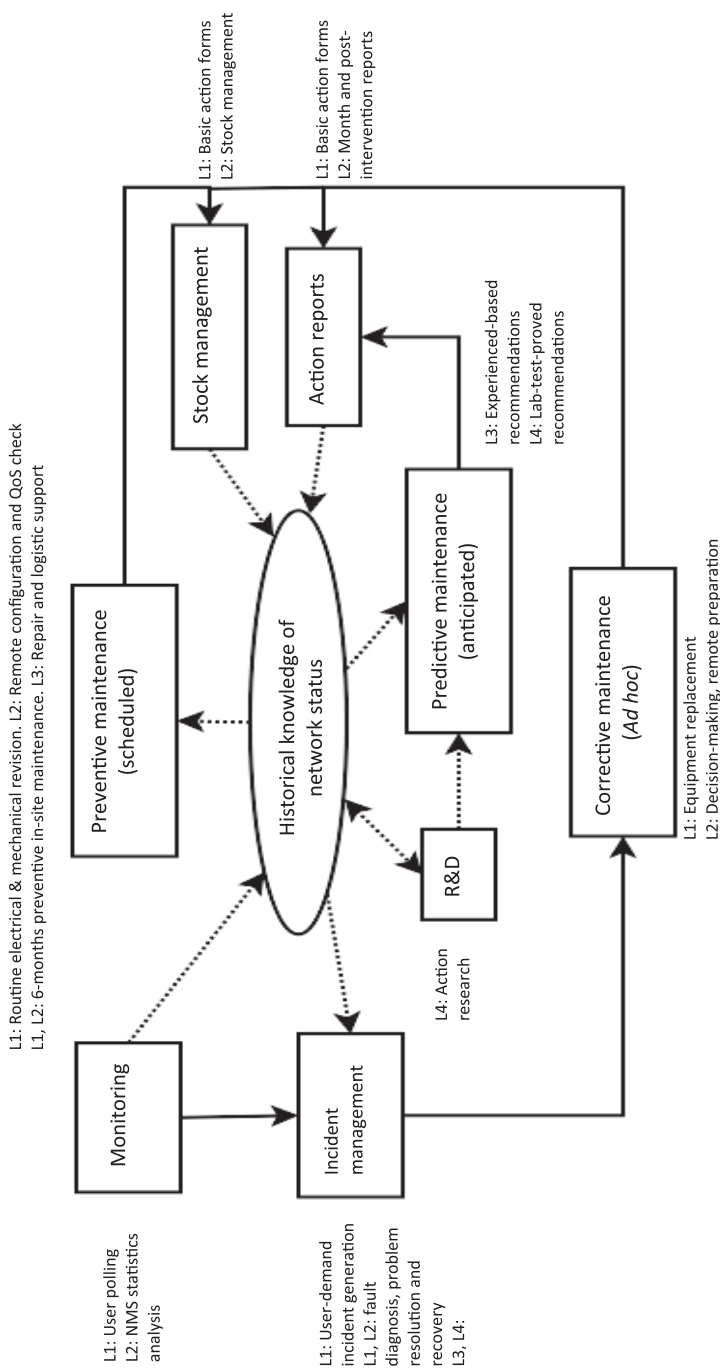 L1: Routine electrical & mechanical revision. L2: Remote configuration and QoS check
L1, L2: 6-months preventive in-site maintenance. L3: Repair and logistic support
L1: User polling
L2: NMS statistics
analysis
Monitoring
Preventive maintenance
(scheduled)
Stock management
L1: Basic action forms
L2: Stock management
Historical knowledge of
network status
Action reports
L1: Basic action forms
L2: Month and post-
intervention reports
L1: User-demand
incident generation
L1, L2: fault
diagnosis, problem
resolution and
recovery
L3, L4:
Incident
management
L4: Action
research
R&D
Predictive maintenance
(anticipated)
L3: Experienced-based
recommendations
L4: Lab-test-proved
recommendations
Corrective maintenance
(Ad hoc)
L1: Equipment replacement
L2: Decision-making, remote preparation